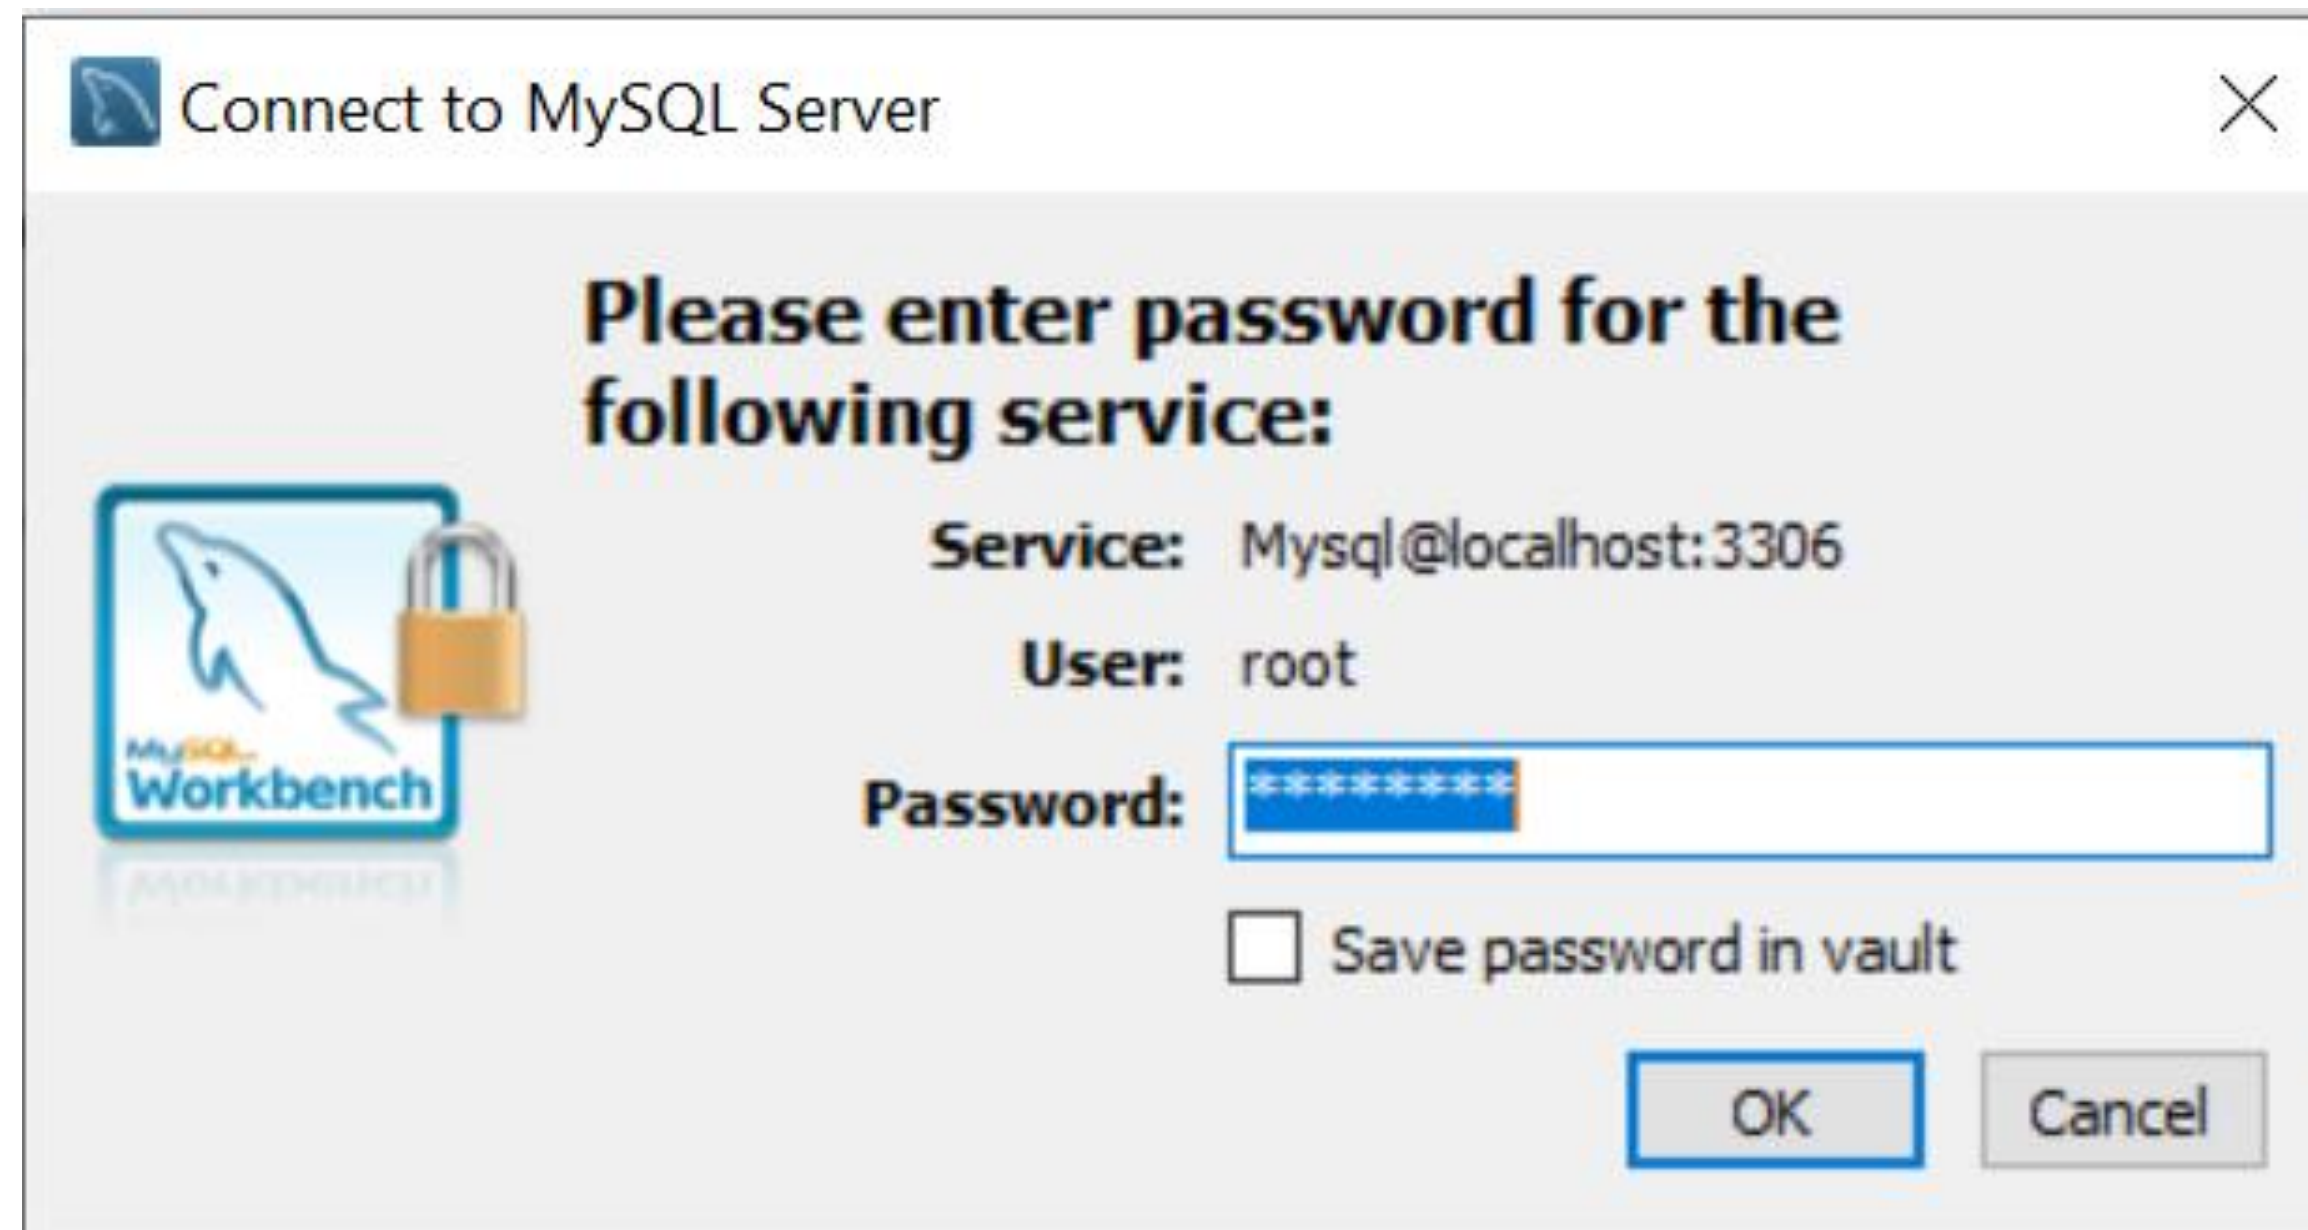 Connect to MySQL Server
Please enter password for the
following service:
Service: Mysql@localhost:3306
User: root
MySQL
Workbench
Password: ********
Save password in vault
OK Cancel